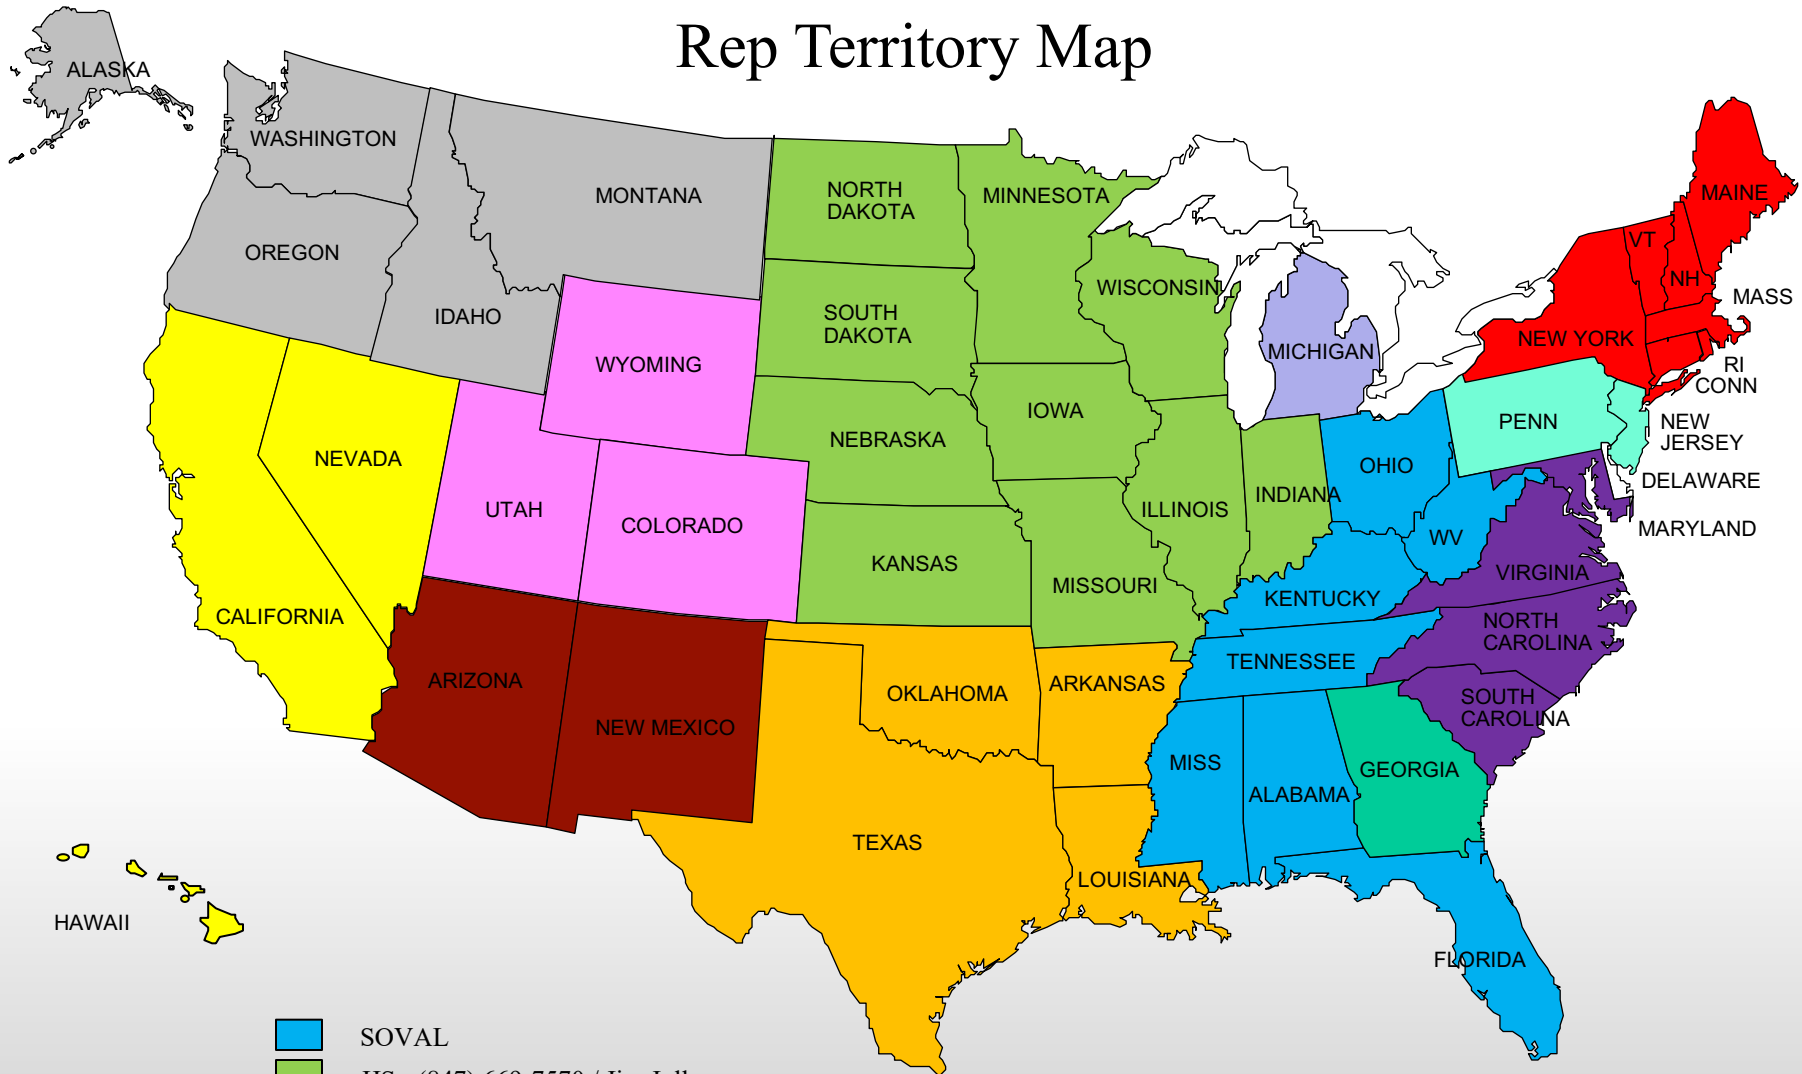 Rep Territory Map
ALASKA
WASHINGTON
OREGON
IDAHO
MONTANA
WYOMING
NEVADA
UTAH
COLORADO
CALIFORNIA
ARIZONA
NEW MEXICO
HAWAII
NORTH
DAKOTA
SOUTH
DAKOTA
NEBRASKA
KANSAS
MINNESOTA
IOWA
MISSOURI
WISCONSIN
ILLINOIS
INDIANA
MICHIGAN
OHIO
WV
KENTUCKY
TENNESSEE
MISS
ALABAMA
GEORGIA
FLORIDA
OKLAHOMA
ARKANSAS
TEXAS
LOUISIANA
MAINE
VT
NH
MASS
NEW YORK
RI
CONN
PENN
NEW
JERSEY
DELAWARE
MARYLAND
VIRGINIA
NORTH
CAROLINA
SOUTH
CAROLINA
SOVAL